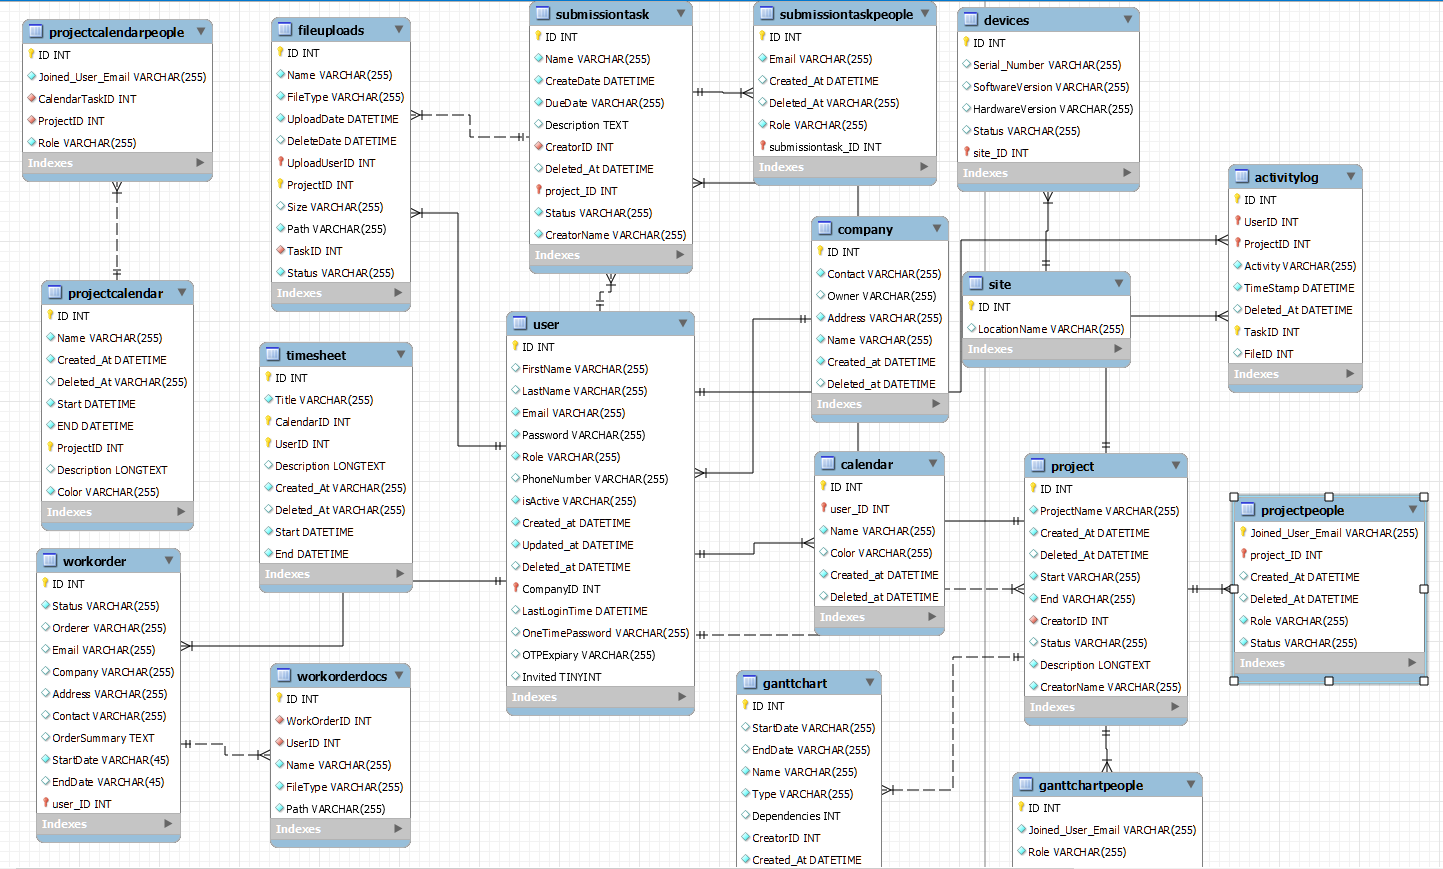 projectcalendarpeople
ID INT
Joined_User_Email VARCHAR(255)
CalendarTaskID INT
ProjectID INT
Role VARCHAR(255)
Indexes
fileuploads
ID INT
Name VARCHAR(255)
FileType VARCHAR(255)
UploadDate DATETIME
DeleteDate DATETIME
UploadUserID INT
ProjectID INT
Size VARCHAR(255)
Path VARCHAR(255)
TaskID INT
Status VARCHAR(255)
Indexes
submissiontask
ID INT
Name VARCHAR(255)
CreateDate DATETIME
DueDate VARCHAR(255)
Description TEXT
CreatorID INT
Deleted_At DATETIME
project_ID INT
Status VARCHAR(255)
CreatorName VARCHAR(255)
Indexes
submissiontaskpeople
ID INT
Email VARCHAR(255)
Created_At DATETIME
Deleted_At VARCHAR(255)
Role VARCHAR(255)
submissiontask_ID INT
Indexes
devices
ID INT
Serial_Number VARCHAR(255)
SoftwareVersion VARCHAR(255)
HardwareVersion VARCHAR(255)
Status VARCHAR(255)
site_ID INT
Indexes
activitylog
ID INT
UserID INT
ProjectID INT
Activity VARCHAR(255)
TimeStamp DATETIME
Deleted_At DATETIME
TaskID INT
FileID INT
Indexes
company
ID INT
Contact VARCHAR(255)
Owner VARCHAR(255)
Address VARCHAR(255)
Name VARCHAR(255)
Created_at DATETIME
Deleted_at DATETIME
Indexes
site
ID INT
LocationName VARCHAR(255)
Indexes
projectcalendar
ID INT
Name VARCHAR(255)
Created_At DATETIME
Deleted_At VARCHAR(255)
Start DATETIME
END DATETIME
ProjectID INT
Description LONGTEXT
Color VARCHAR(255)
Indexes
timesheet
ID INT
Title VARCHAR(255)
CalendarID INT
UserID INT
Description LONGTEXT
Created_At VARCHAR(255)
Deleted_At VARCHAR(255)
Start DATETIME
End DATETIME
Indexes
user
ID INT
FirstName VARCHAR(255)
LastName VARCHAR(255)
Email VARCHAR(255)
Password VARCHAR(255)
Role VARCHAR(255)
PhoneNumber VARCHAR(255)
isActive VARCHAR(255)
Created_at DATETIME
Updated_at DATETIME
Deleted_at DATETIME
CompanyID INT
LastLoginTime DATETIME
OneTimePassword VARCHAR(255)
OTPExpiary VARCHAR(255)
Invited TINYINT
Indexes
calendar
ID INT
user_ID INT
Name VARCHAR(255)
Color VARCHAR(255)
Created_at DATETIME
Deleted_at DATETIME
Indexes
project
ID INT
ProjectName VARCHAR(255)
Created_At DATETIME
Deleted_At DATETIME
Start VARCHAR(255)
End VARCHAR(255)
CreatorID INT
Status VARCHAR(255)
Description LONGTEXT
CreatorName VARCHAR(255)
Indexes
projectpeople
Joined_User_Email VARCHAR(255)
project_ID INT
Created_At DATETIME
Deleted_At DATETIME
Role VARCHAR(255)
Status VARCHAR(255)
Indexes
workorder
ID INT
Status VARCHAR(255)
Orderer VARCHAR(255)
Email VARCHAR(255)
Company VARCHAR(255)
Address VARCHAR(255)
Contact VARCHAR(255)
OrderSummary TEXT
StartDate VARCHAR(45)
EndDate VARCHAR(45)
user_ID INT
Indexes
workorderdocs
ID INT
WorkOrderID INT
UserID INT
Name VARCHAR(255)
FileType VARCHAR(255)
Path VARCHAR(255)
Indexes
ganttchart
ID INT
StartDate VARCHAR(255)
EndDate VARCHAR(255)
Name VARCHAR(255)
Type VARCHAR(255)
Dependencies INT
CreatorID INT
Created_At DATETIME
ganttchartpeople
ID INT
Joined_User_Email VARCHAR(255)
Role VARCHAR(255)